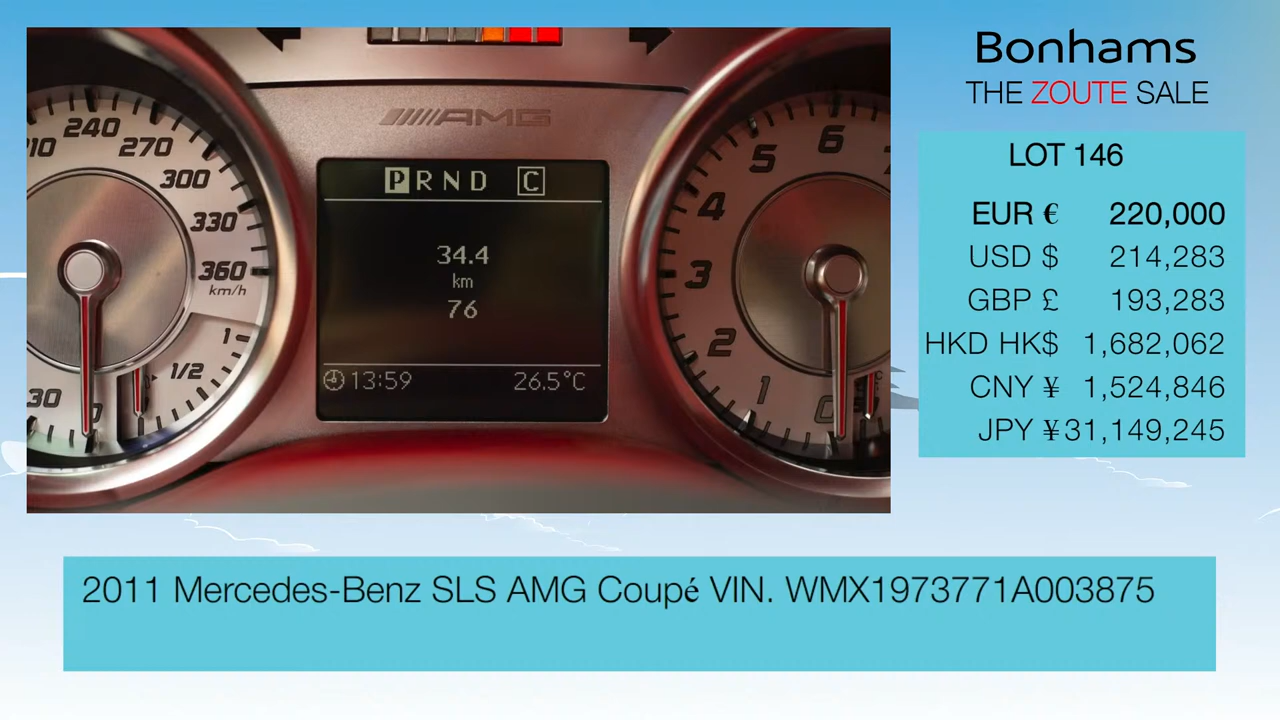 Bonhams
THE ZOUTE SALE
LOT 146
EUR € 220,000
USD $ 214,283
GBP £ 193,283
HKD HK$ 1,682,062
CNY ¥ 1,524,846
JPY ¥ 31,149,245
AMG
P R N D C
34.4
km
76
13:59 26.5°C
240
270
300
330
360
km/h
1
1/2
30
0
0
1
2
3
4
5
6
2011 Mercedes-Benz SLS AMG Coupé VIN. WMX1973771A003875